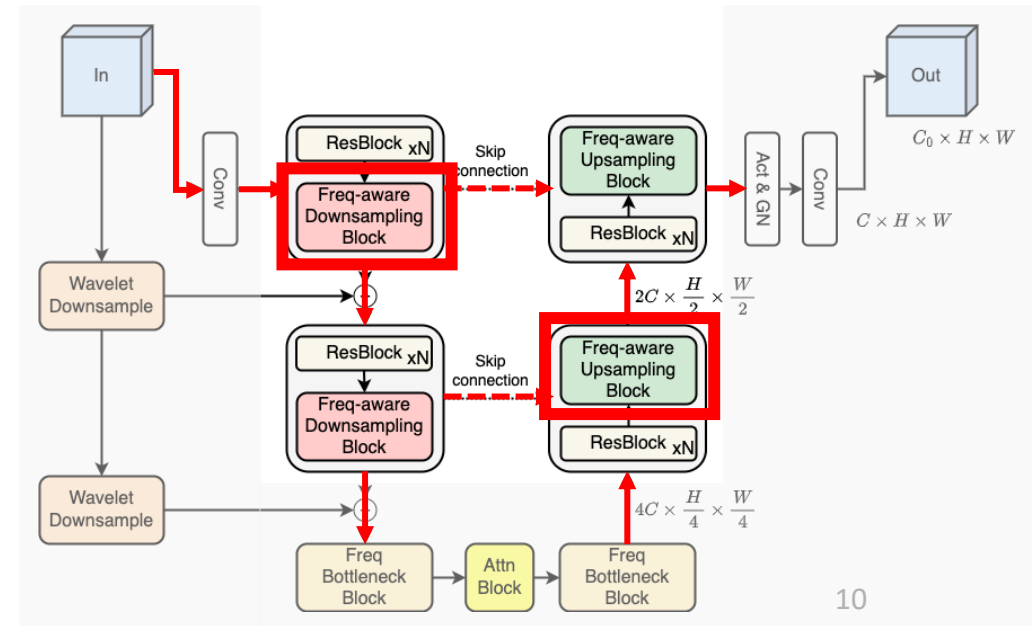 In
Out
C₀ × H × W
Conv
ResBlock xN
Freq-aware
Downsampling
Block
Skip
connection
Freq-aware
Upsampling
Block
ResBlock xN
Act & GN
Conv
C × H × W
Wavelet
Downsample
2C × H/2 × W/2
ResBlock xN
Freq-aware
Downsampling
Block
Skip
connection
Freq-aware
Upsampling
Block
ResBlock xN
Wavelet
Downsample
4C × H/4 × W/4
Freq
Bottleneck
Block
Attn
Block
Freq
Bottleneck
Block
10